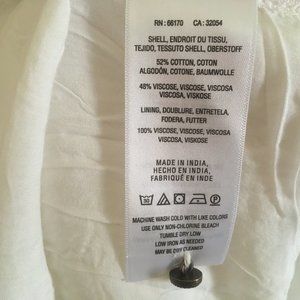 RN: 66170 CA: 32054
SHELL, ENDROIT DU TISSU,
TEJIDO, TESSUTO SHELL, OBERSTOFF
52% COTTON, COTON
ALGODÓN, COTONE, BAUMWOLLE
48% VISCOSE, VISCOSE, VISCOSA
VISCOSA, VISKOSE
LINING, DOUBLURE, ENTRETELA,
FODERA, FUTTER
100% VISCOSE, VISCOSE, VISCOSA
VISCOSA, VISKOSE
MADE IN INDIA,
HECHO EN INDIA,
FABRIQUÉ EN INDE
MACHINE WASH COLD WITH LIKE COLORS
USE ONLY NON-CHLORINE BLEACH
TUMBLE DRY LOW
LOW IRON AS NEEDED
MAY BE DRY CLEANED